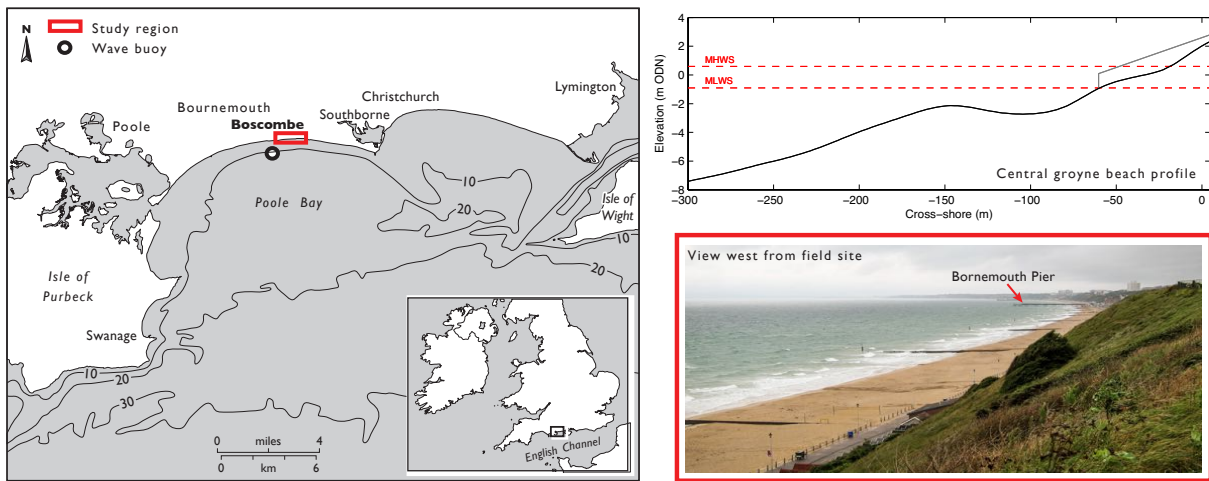 N
Study region
Wave buoy
Lymington
Christchurch
Bournemouth
Southborne
Poole
Boscombe
10
Poole Bay
20
Isle of
Wight
10
20
Isle of
Purbeck
Swanage
10
20
30
0 miles 4
0 km 6
English Channel
4
2
0
−2
−4
−6
−8
MHWS
MLWS
Elevation (m ODN)
Central groyne beach profile
−300 −250 −200 −150 −100 −50 0
Cross−shore (m)
View west from field site
Bornemouth Pier